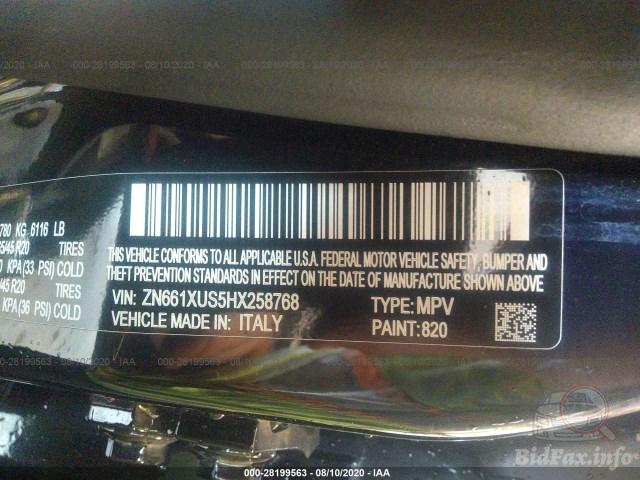 000-28199563 - 08/10/2020 - IAA
780 KG 6116 LB
5/45 R20 TIRES
KPA (33 PSI) COLD
/45 R20 TIRES
KPA (36 PSI) COLD
THIS VEHICLE CONFORMS TO ALL APPLICABLE U.S.A. FEDERAL MOTOR VEHICLE SAFETY, BUMPER AND
THEFT PREVENTION STANDARDS IN EFFECT ON THE DATE OF MANUFACTURE SHOWN ABOVE
VIN: ZN661XUS5HX258768 TYPE: MPV
VEHICLE MADE IN: ITALY PAINT: 820
000-28199563 - 08/10/2020 - IAA
000-28199563 - 08/10/2020 - IAA
BidFax.info